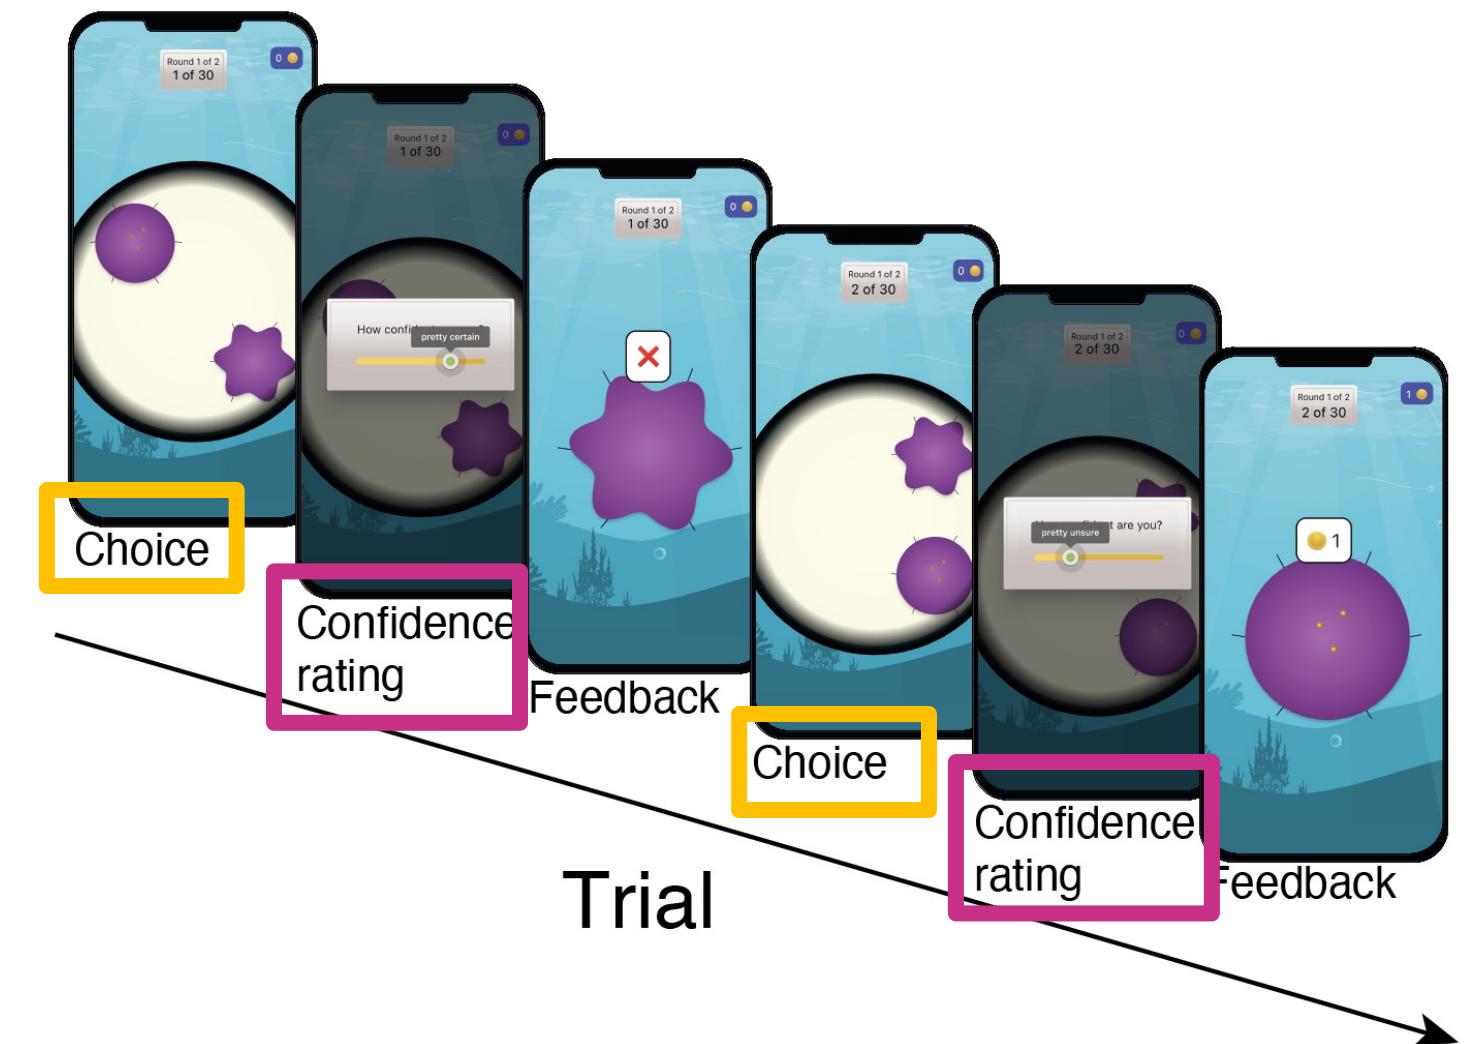 Round 1 of 2
1 of 30
0
Choice
Round 1 of 2
1 of 30
0
How confi
pretty certain
Confidence
rating
Round 1 of 2
1 of 30
0
Feedback
Round 1 of 2
2 of 30
0
Choice
Round 1 of 2
2 of 30
0
are you?
pretty unsure
Confidence
rating
Round 1 of 2
2 of 30
1
1
Feedback
Trial